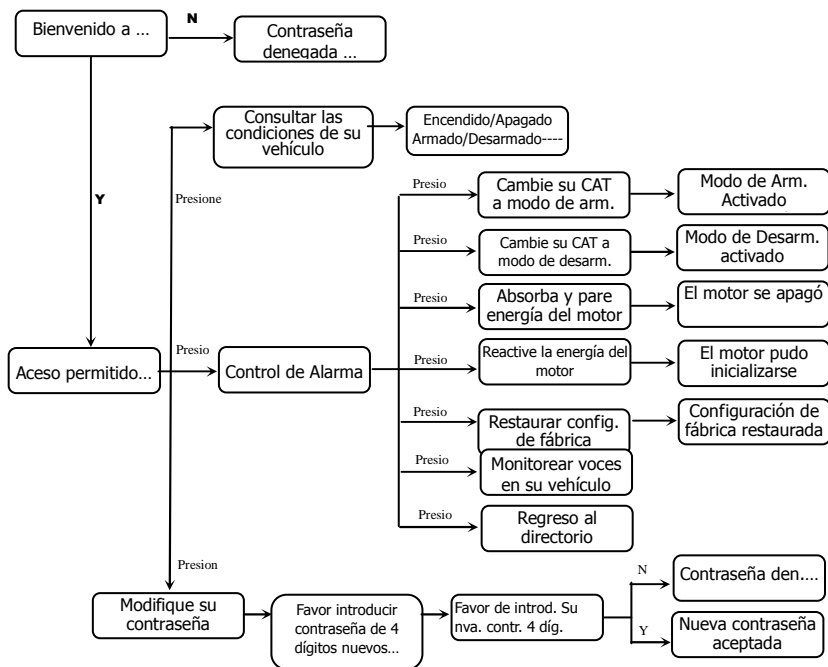 Bienvenido a ...
N
Contraseña
denegada ...
Consultar las
condiciones de su
vehículo
Encendido/Apagado
Armado/Desarmado----
Y
Presione
Presio
Cambie su CAT
a modo de arm.
Modo de Arm.
Activado
Presio
Cambie su CAT a
modo de desarm.
Modo de Desarm.
activado
Presio
Absorba y pare
energía del motor
El motor se apagó
Aceso permitido...
Presio
Control de Alarma
Presio
Reactive la energía del
motor
El motor pudo
inicializarse
Presio
Restaurar config.
de fábrica
Configuración de
fábrica restaurada
Presio
Monitorear voces
en su vehículo
Presio
Regreso al
directorio
Presion
Modifique su
contraseña
Favor introducir
contraseña de 4
dígitos nuevos...
Favor de introd. Su
nva. contr. 4 díg.
N
Contraseña den....
Y
Nueva contraseña
aceptada